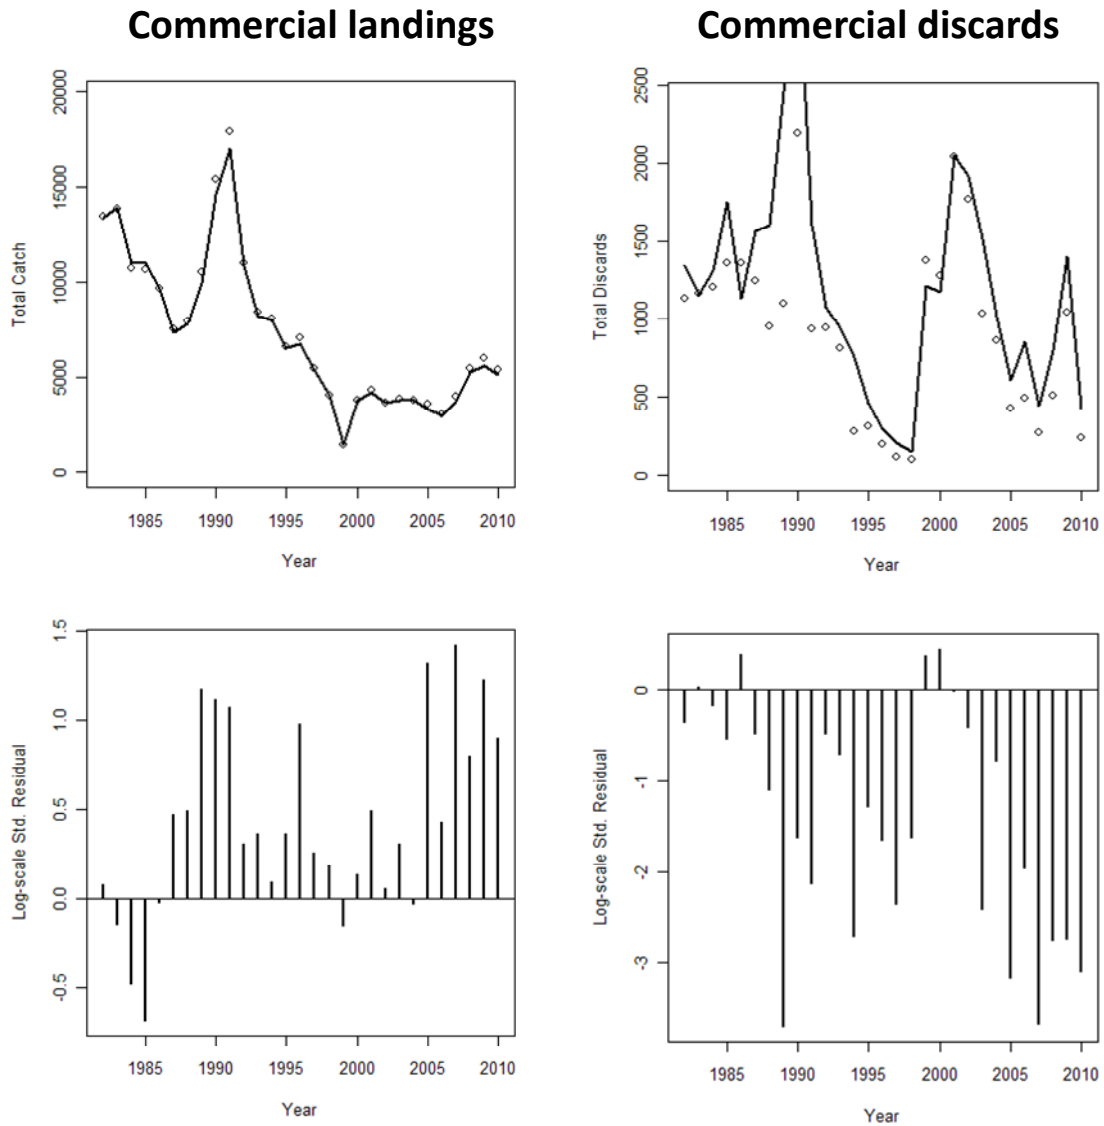 Commercial landings
Commercial discards
20000
15000
10000
5000
0
Total Catch
1985 1990 1995 2000 2005 2010
Year
2500
2000
1500
1000
500
0
Total Discards
1985 1990 1995 2000 2005 2010
Year
1.5
1.0
0.5
0.0
-0.5
Log-scale Std. Residual
1985 1990 1995 2000 2005 2010
Year
0
-1
-2
-3
Log-scale Std. Residual
1985 1990 1995 2000 2005 2010
Year